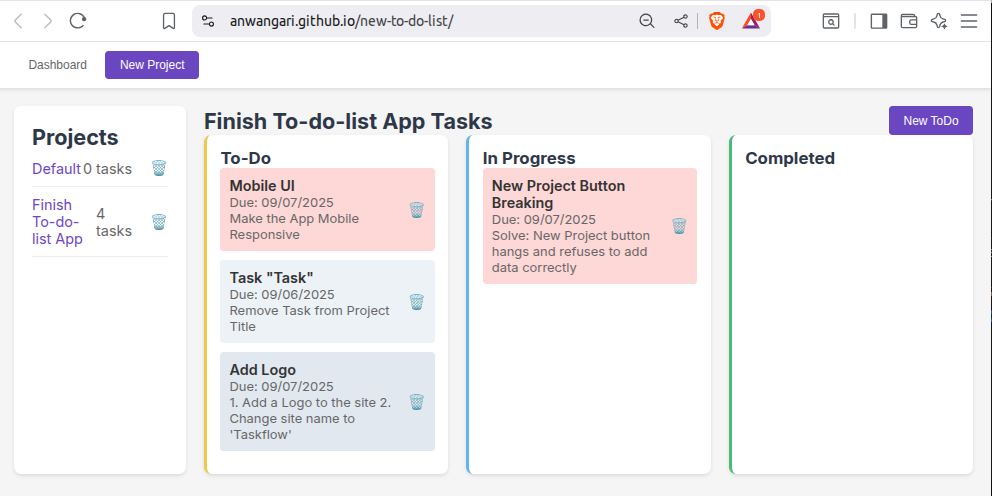 anwangari.github.io/new-to-do-list/
1
Dashboard
New Project
Projects
Default 0 tasks
Finish
To-do-
list App
4
tasks
Finish To-do-list App Tasks
New ToDo
To-Do
Mobile UI
Due: 09/07/2025
Make the App Mobile
Responsive
Task "Task"
Due: 09/06/2025
Remove Task from Project
Title
Add Logo
Due: 09/07/2025
1. Add a Logo to the site 2.
Change site name to
'Taskflow'
In Progress
New Project Button
Breaking
Due: 09/07/2025
Solve: New Project button
hangs and refuses to add
data correctly
Completed